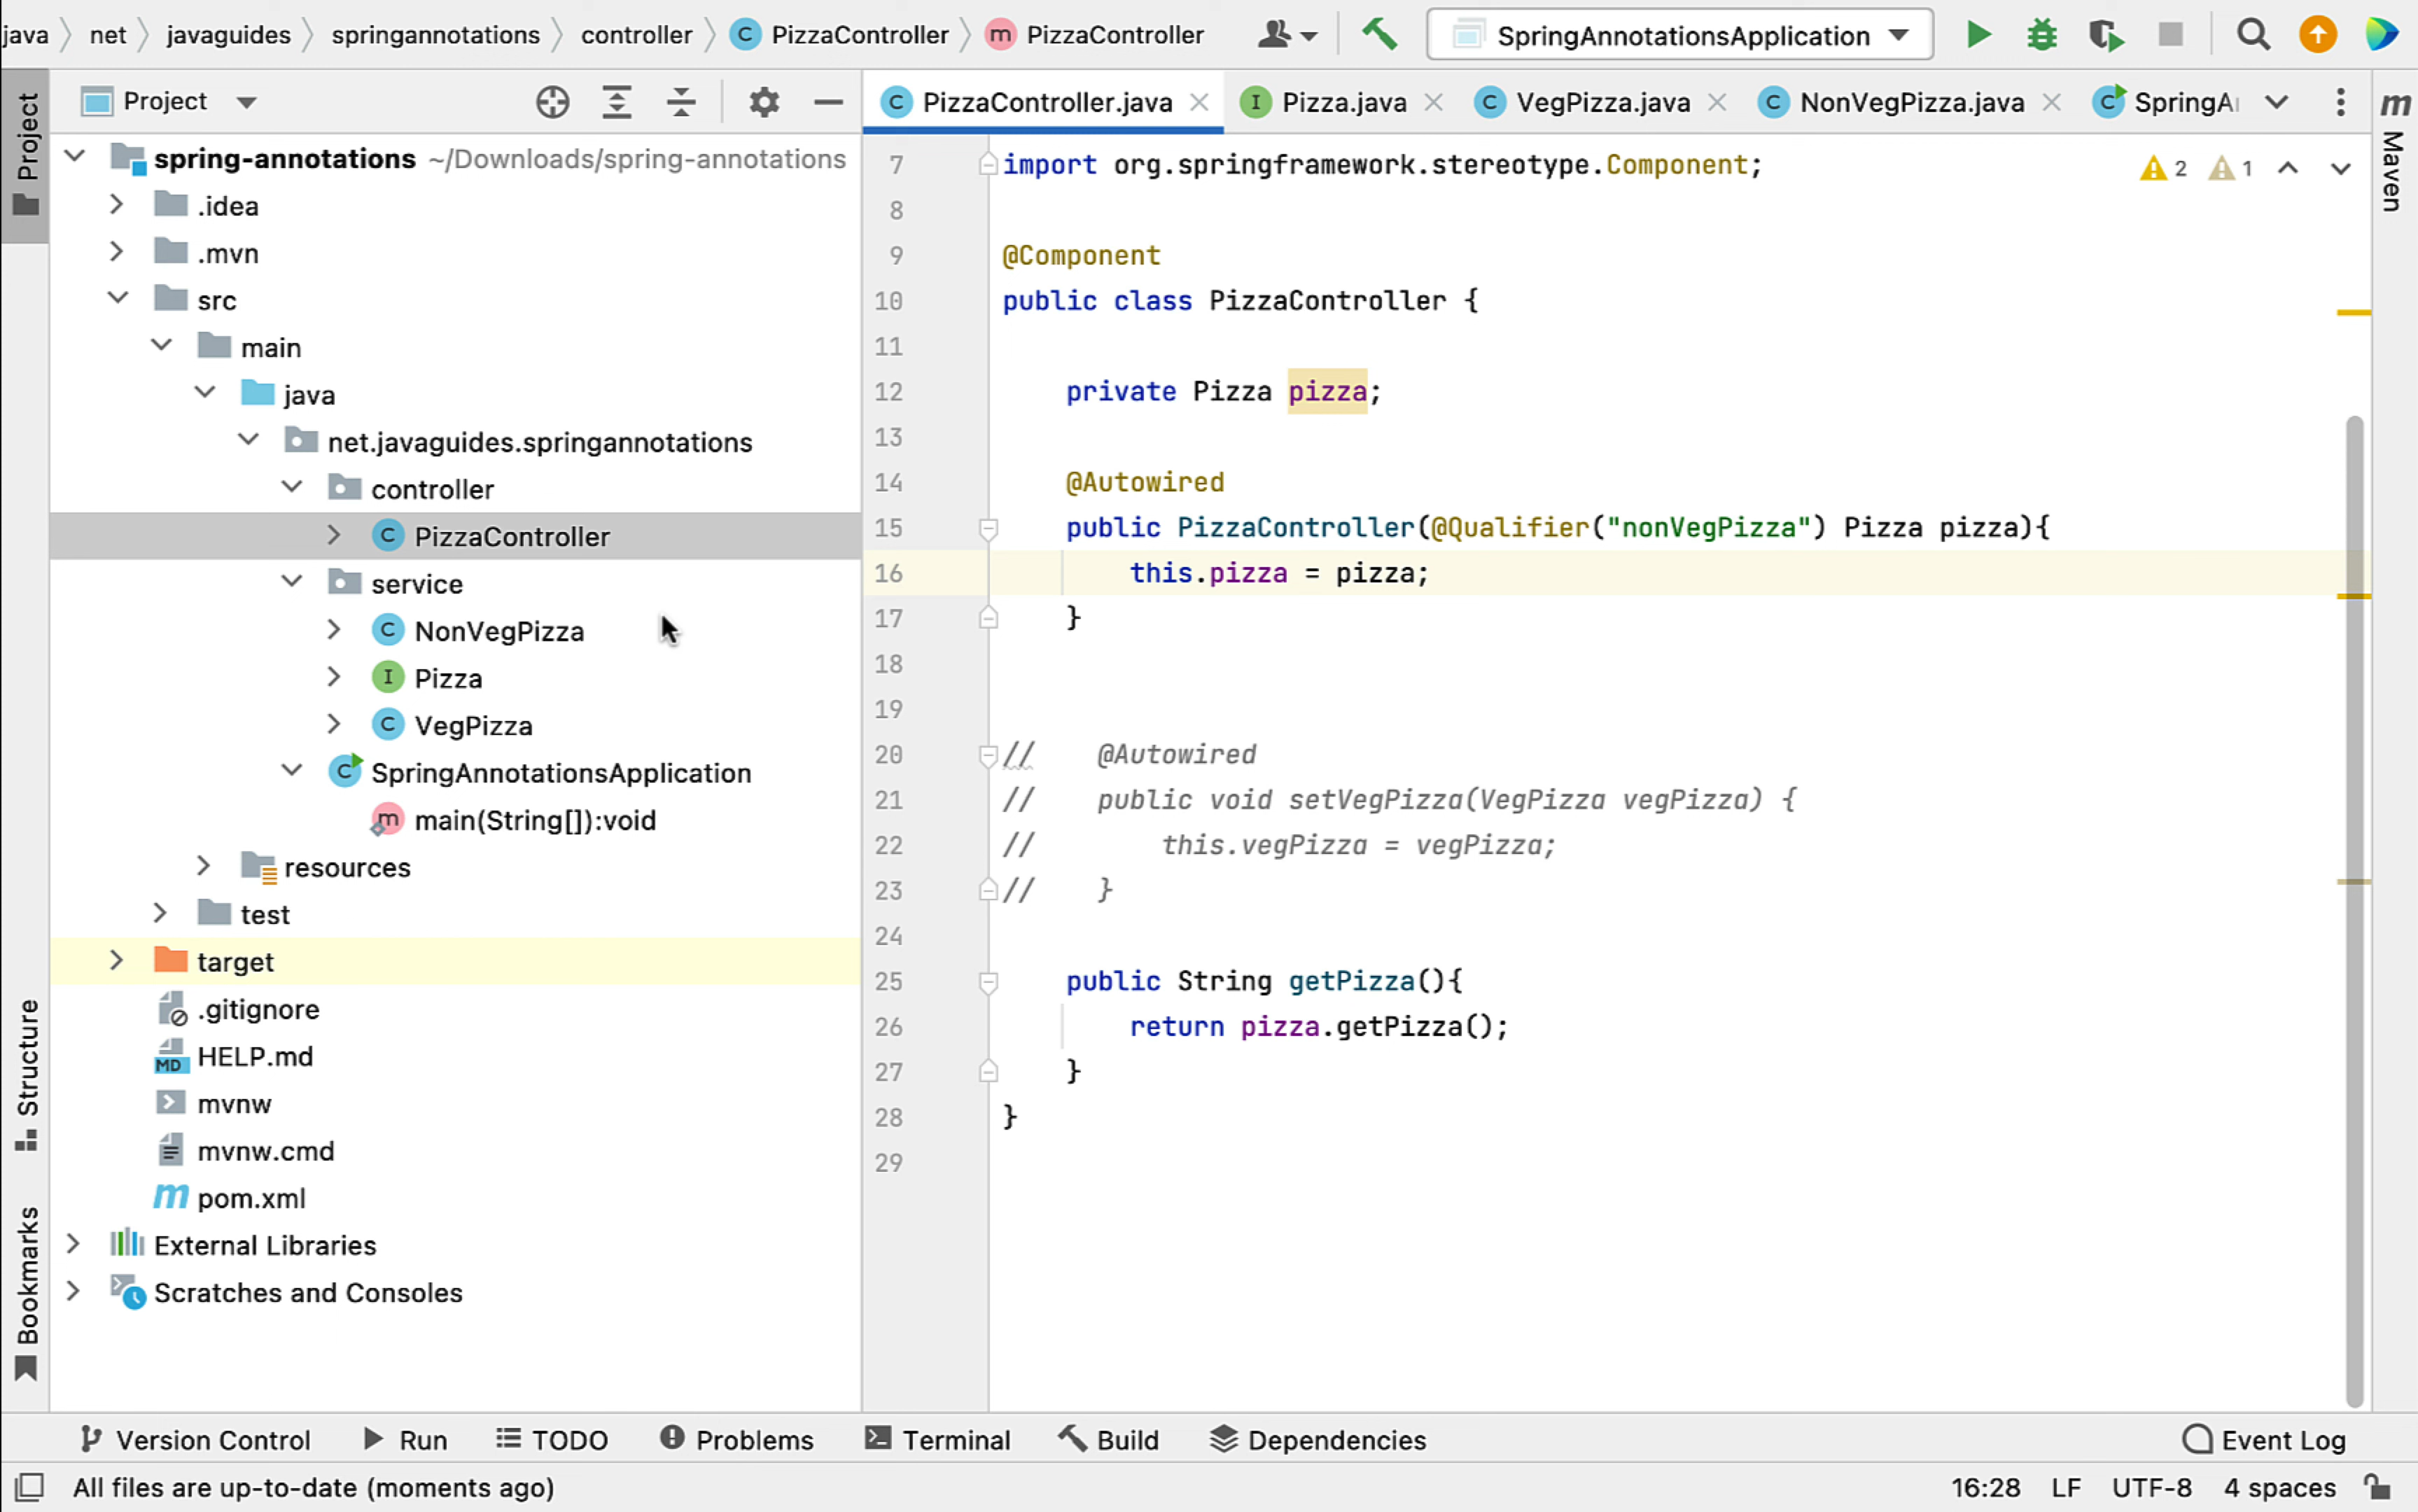 java net javaguides springannotations controller C PizzaController m PizzaController SpringAnnotationsApplication
Project
Project
C PizzaController.java I Pizza.java C VegPizza.java C NonVegPizza.java C SpringA
m Maven
spring-annotations ~/Downloads/spring-annotations
.idea
.mvn
src
main
java
net.javaguides.springannotations
controller
C PizzaController
service
C NonVegPizza
I Pizza
C VegPizza
C SpringAnnotationsApplication
m main(String[]):void
resources
test
target
.gitignore
MD HELP.md
mvnw
mvnw.cmd
m pom.xml
External Libraries
Scratches and Consoles
Structure
Bookmarks
2 1
7 import org.springframework.stereotype.Component;
8
9 @Component
10 public class PizzaController {
11
12 private Pizza pizza;
13
14 @Autowired
15 public PizzaController(@Qualifier("nonVegPizza") Pizza pizza){
16 this.pizza = pizza;
17 }
18
19
20 // @Autowired
21 // public void setVegPizza(VegPizza vegPizza) {
22 // this.vegPizza = vegPizza;
23 // }
24
25 public String getPizza(){
26 return pizza.getPizza();
27 }
28 }
29
Version Control Run TODO Problems Terminal Build Dependencies Event Log
All files are up-to-date (moments ago) 16:28 LF UTF-8 4 spaces